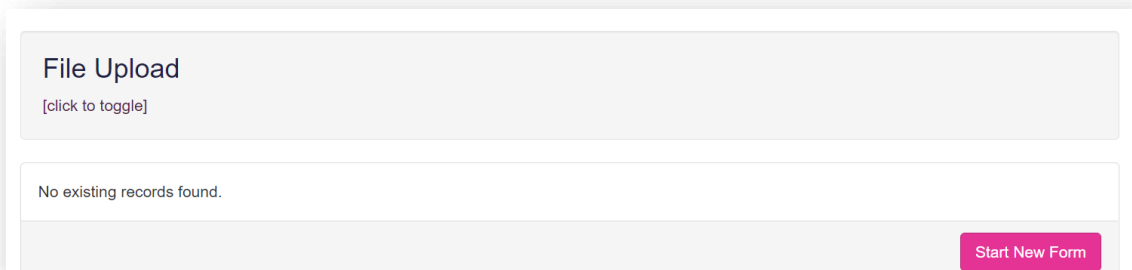 File Upload
[click to toggle]
No existing records found.
Start New Form